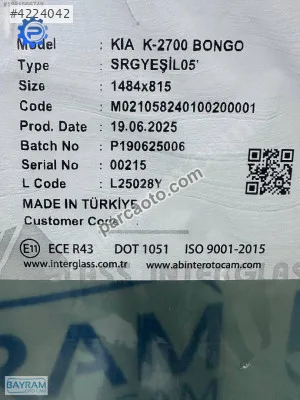 #4224042
Model : KIA K-2700 BONGO
Type : SRGYEŞİL05'
Size : 1484x815
Code : M021058240100200001
Prod. Date : 19.06.2025
Batch No : P190625006
Serial No : 00215
L Code : L25028Y
MADE IN TÜRKİYE
Customer Code
parcaoto.com
E11 ECE R43 DOT 1051 ISO 9001-2015
www.interglass.com www.abinterotocam.com
BAYRAM